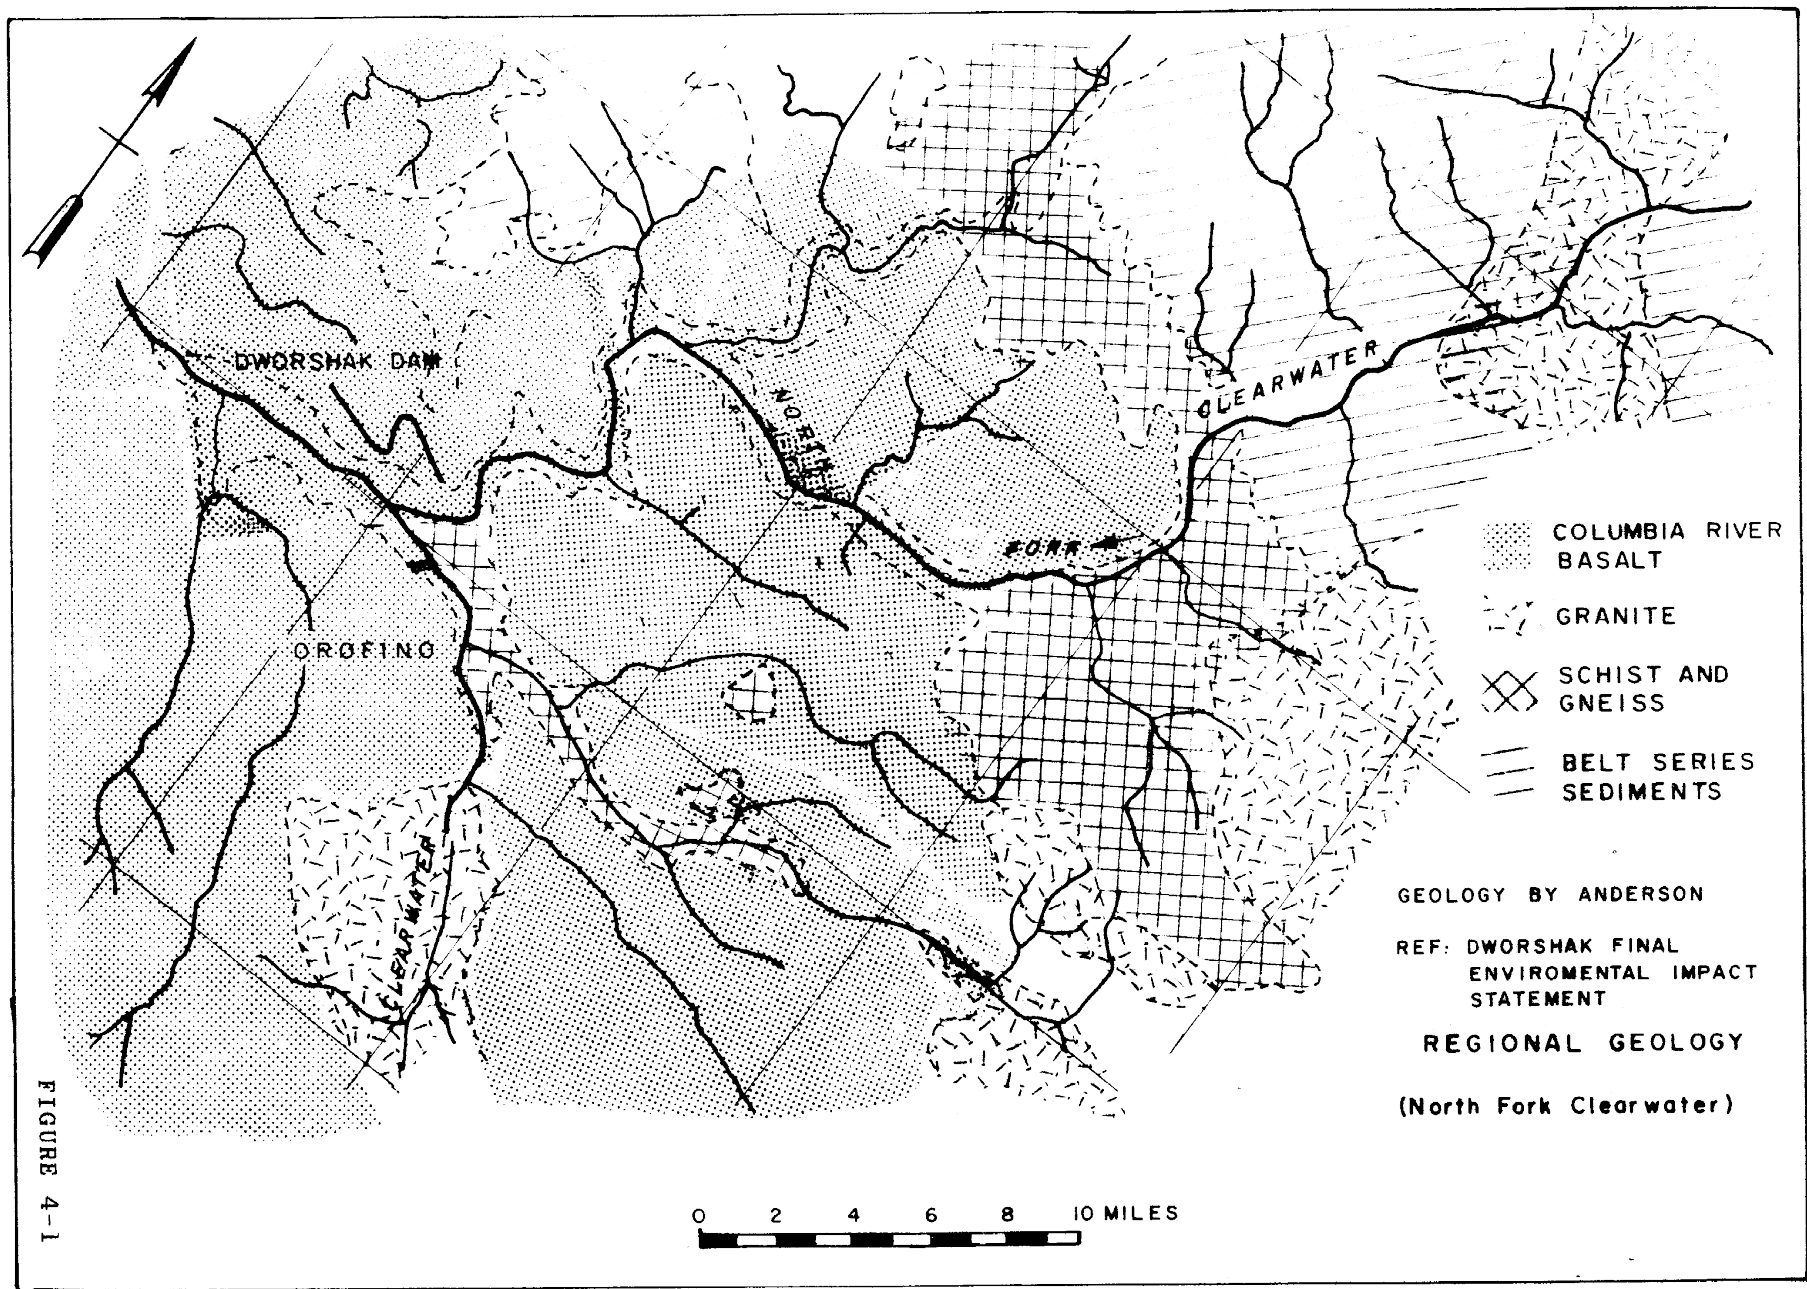 DWORSHAK DAM
NORTH
CLEARWATER
FORK
OROFINO
CLEARWATER
COLUMBIA RIVER
BASALT
GRANITE
SCHIST AND
GNEISS
BELT SERIES
SEDIMENTS
GEOLOGY BY ANDERSON
REF: DWORSHAK FINAL
ENVIROMENTAL IMPACT
STATEMENT
REGIONAL GEOLOGY
(North Fork Clearwater)
0 2 4 6 8 10 MILES
FIGURE 4-1